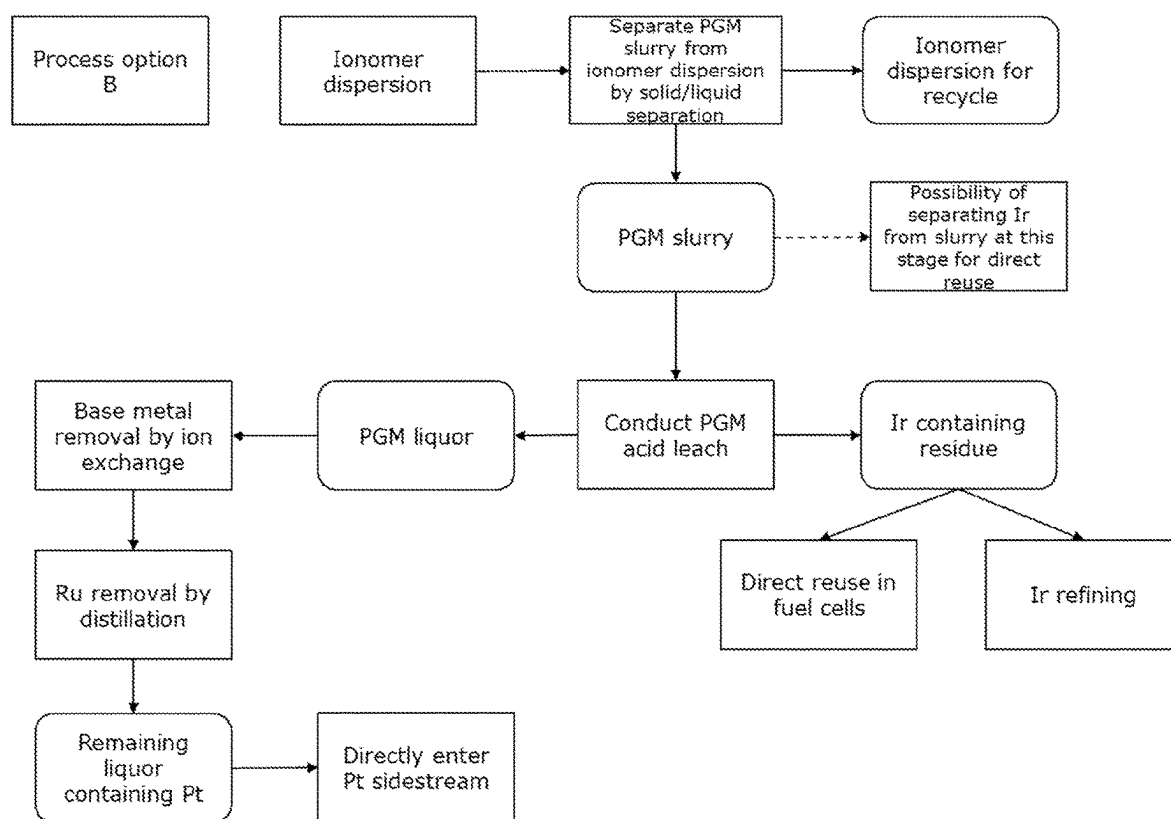 Process option
B
Ionomer
dispersion
Separate PGM
slurry from
ionomer dispersion
by solid/liquid
separation
Ionomer
dispersion for
recycle
PGM slurry
Possibility of
separating Ir
from slurry at this
stage for direct
reuse
Base metal
removal by ion
exchange
PGM liquor
Conduct PGM
acid leach
Ir containing
residue
Ru removal by
distillation
Direct reuse in
fuel cells
Ir refining
Remaining
liquor
containing Pt
Directly enter
Pt sidestream